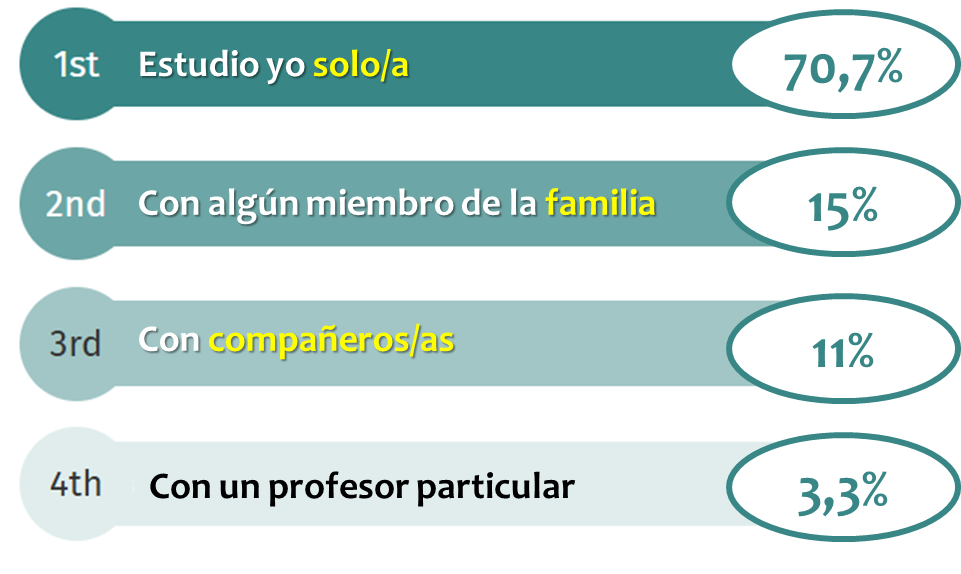 1st Estudio yo solo/a 70,7%
2nd Con algún miembro de la familia 15%
3rd Con compañeros/as 11%
4th Con un profesor particular 3,3%